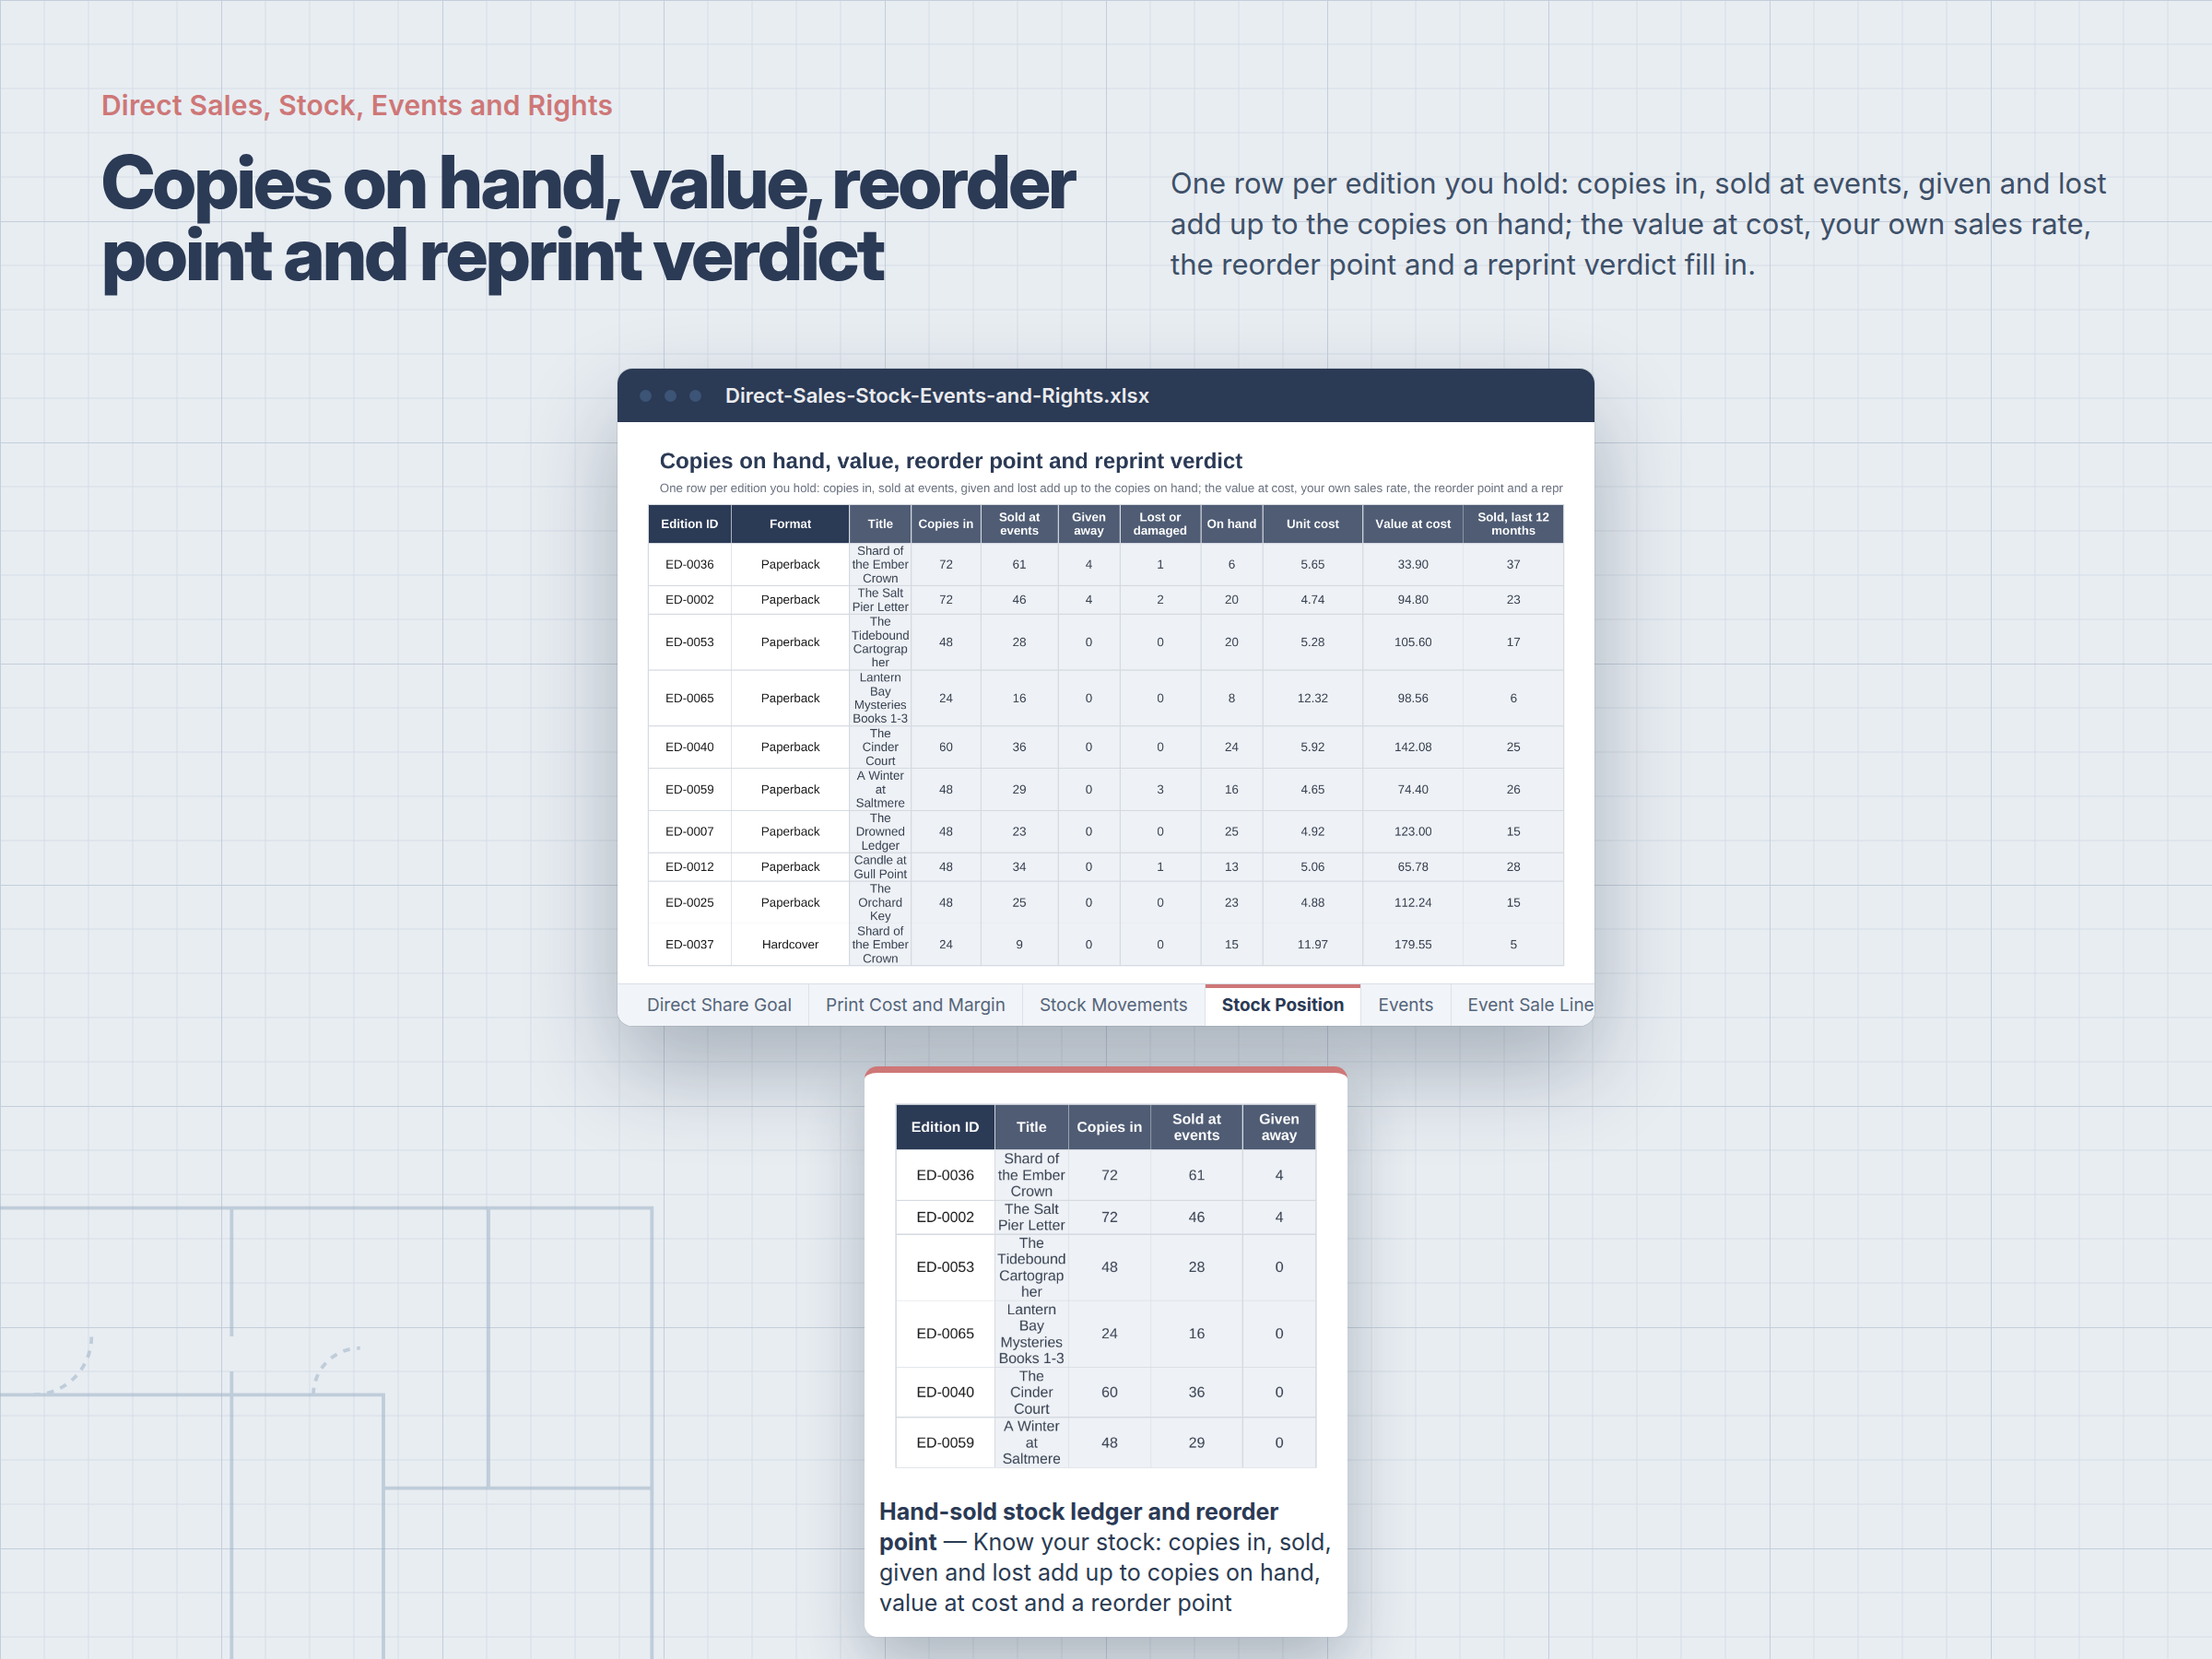 Direct Sales, Stock, Events and Rights
Copies on hand, value, reorder
point and reprint verdict
One row per edition you hold: copies in, sold at events, given and lost
add up to the copies on hand; the value at cost, your own sales rate,
the reorder point and a reprint verdict fill in.
Direct-Sales-Stock-Events-and-Rights.xlsx
Copies on hand, value, reorder point and reprint verdict
One row per edition you hold: copies in, sold at events, given and lost add up to the copies on hand; the value at cost, your own sales rate, the reorder point and a repr
Edition ID Format Title Copies in Sold at events Given away Lost or damaged On hand Unit cost Value at cost Sold, last 12 months
ED-0036 Paperback Shard of the Ember Crown 72 61 4 1 6 5.65 33.90 37
ED-0002 Paperback The Salt Pier Letter 72 46 4 2 20 4.74 94.80 23
ED-0053 Paperback The Tidebound Cartographer 48 28 0 0 20 5.28 105.60 17
ED-0065 Paperback Lantern Bay Mysteries Books 1-3 24 16 0 0 8 12.32 98.56 6
ED-0040 Paperback The Cinder Court 60 36 0 0 24 5.92 142.08 25
ED-0059 Paperback A Winter at Saltmere 48 29 0 3 16 4.65 74.40 26
ED-0007 Paperback The Drowned Ledger 48 23 0 0 25 4.92 123.00 15
ED-0012 Paperback Candle at Gull Point 48 34 0 1 13 5.06 65.78 28
ED-0025 Paperback The Orchard Key 48 25 0 0 23 4.88 112.24 15
ED-0037 Hardcover Shard of the Ember Crown 24 9 0 0 15 11.97 179.55 5
Direct Share Goal Print Cost and Margin Stock Movements Stock Position Events Event Sale Line
Edition ID Title Copies in Sold at events Given away
ED-0036 Shard of the Ember Crown 72 61 4
ED-0002 The Salt Pier Letter 72 46 4
ED-0053 The Tidebound Cartographer 48 28 0
ED-0065 Lantern Bay Mysteries Books 1-3 24 16 0
ED-0040 The Cinder Court 60 36 0
ED-0059 A Winter at Saltmere 48 29 0
Hand-sold stock ledger and reorder
point — Know your stock: copies in, sold,
given and lost add up to copies on hand,
value at cost and a reorder point